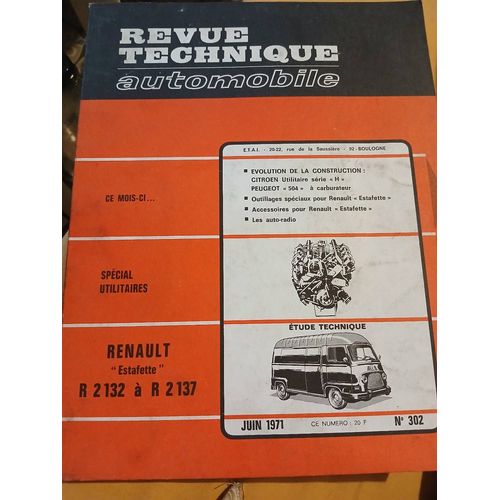 REVUE
TECHNIQUE
automobile
E.T.A.I. - 20-22, rue de la Saussière - 92-BOULOGNE
■ EVOLUTION DE LA CONSTRUCTION :
CITROEN Utilitaire série « H »
PEUGEOT « 504 » à carburateur
■ Outillages spéciaux pour Renault « Estafette »
■ Accessoires pour Renault « Estafette »
■ Les auto-radio
CE MOIS-CI...
SPÉCIAL
UTILITAIRES
ÉTUDE TECHNIQUE
RENAULT
" Estafette "
R 2132 à R 2137
JUIN 1971
CE NUMERO : 20 F
N° 302